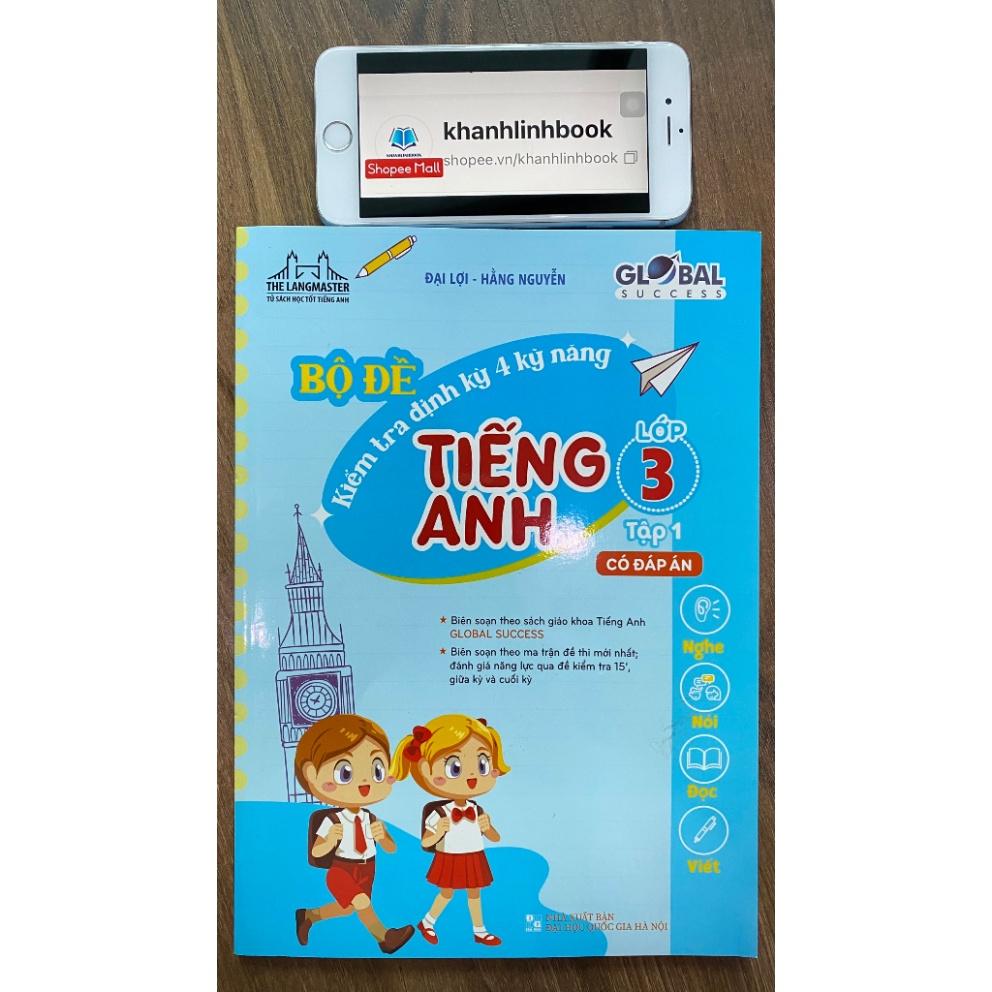 khanhlinhbook
KHANHLINHBOOK
Shopee Mall
shopee.vn/khanhlinhbook
THE LANGMASTER
TỦ SÁCH HỌC TỐT TIẾNG ANH
ĐẠI LỢI - HẰNG NGUYỄN
GLOBAL
SUCCESS
BỘ ĐỀ
Kiểm tra định kỳ 4 kỹ năng
TIẾNG
ANH
LỚP
3
Tập 1
CÓ ĐÁP ÁN
★ Biên soạn theo sách giáo khoa Tiếng Anh
GLOBAL SUCCESS
★ Biên soạn theo ma trận đề thi mới nhất;
đánh giá năng lực qua đề kiểm tra 15',
giữa kỳ và cuối kỳ
Nghe
Nói
Đọc
Viết
NHÀ XUẤT BẢN
ĐẠI HỌC QUỐC GIA HÀ NỘI